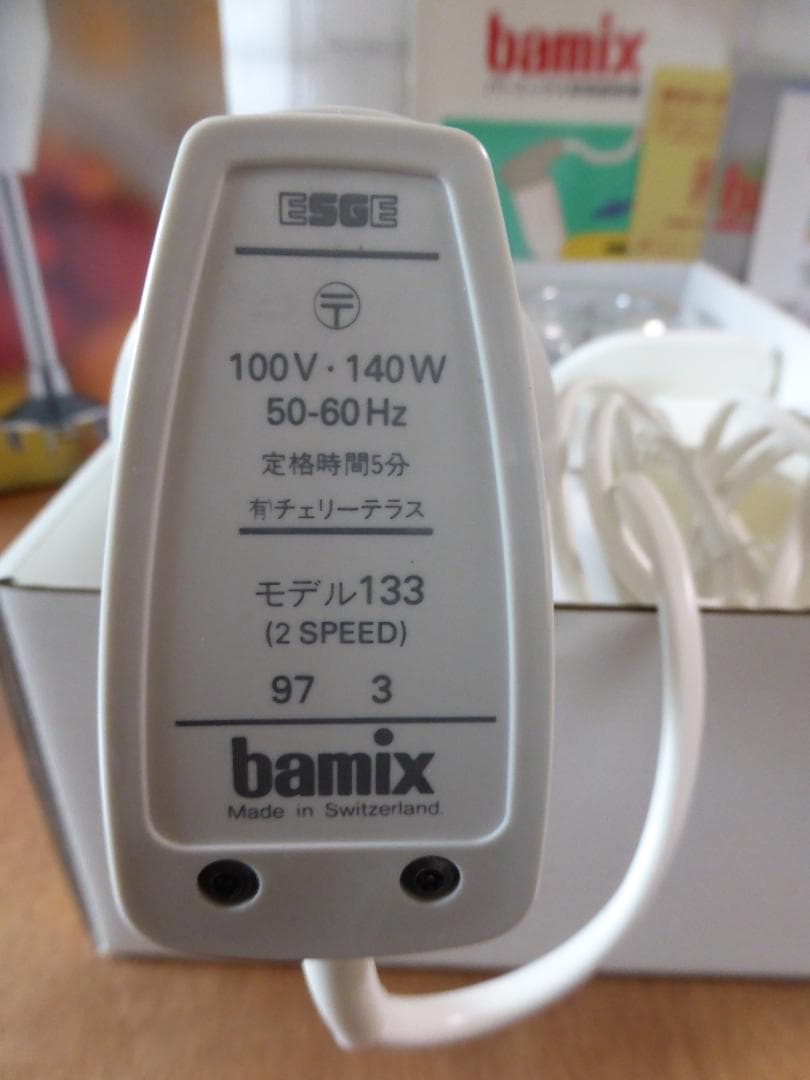 bamix
ESGE
〒
100V・140W
50-60Hz
定格時間5分
㈲チェリーテラス
モデル133
(2 SPEED)
97 3
bamix
Made in Switzerland.